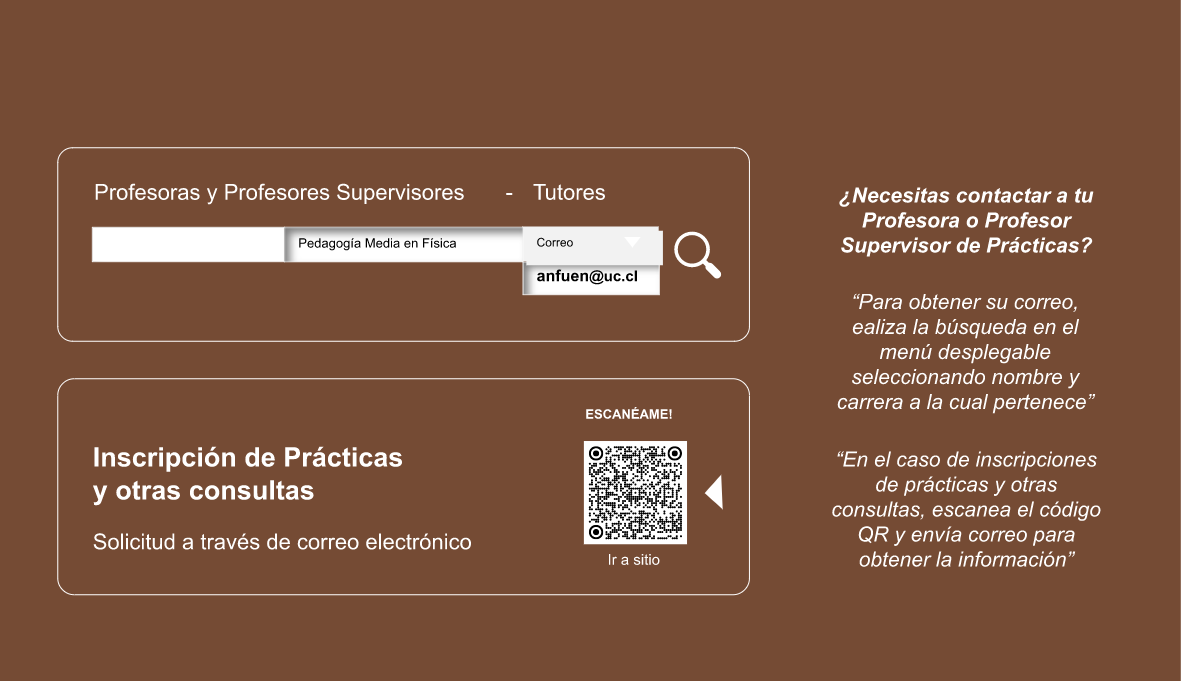 Profesoras y Profesores Supervisores - Tutores
Pedagogía Media en Física
Correo
anfuen@uc.cl
¿Necesitas contactar a tu
Profesora o Profesor
Supervisor de Prácticas?
“Para obtener su correo,
ealiza la búsqueda en el
menú desplegable
seleccionando nombre y
carrera a la cual pertenece”
“En el caso de inscripciones
de prácticas y otras
consultas, escanea el código
QR y envía correo para
obtener la información”
ESCANÉAME!
Inscripción de Prácticas
y otras consultas
Solicitud a través de correo electrónico
Ir a sitio